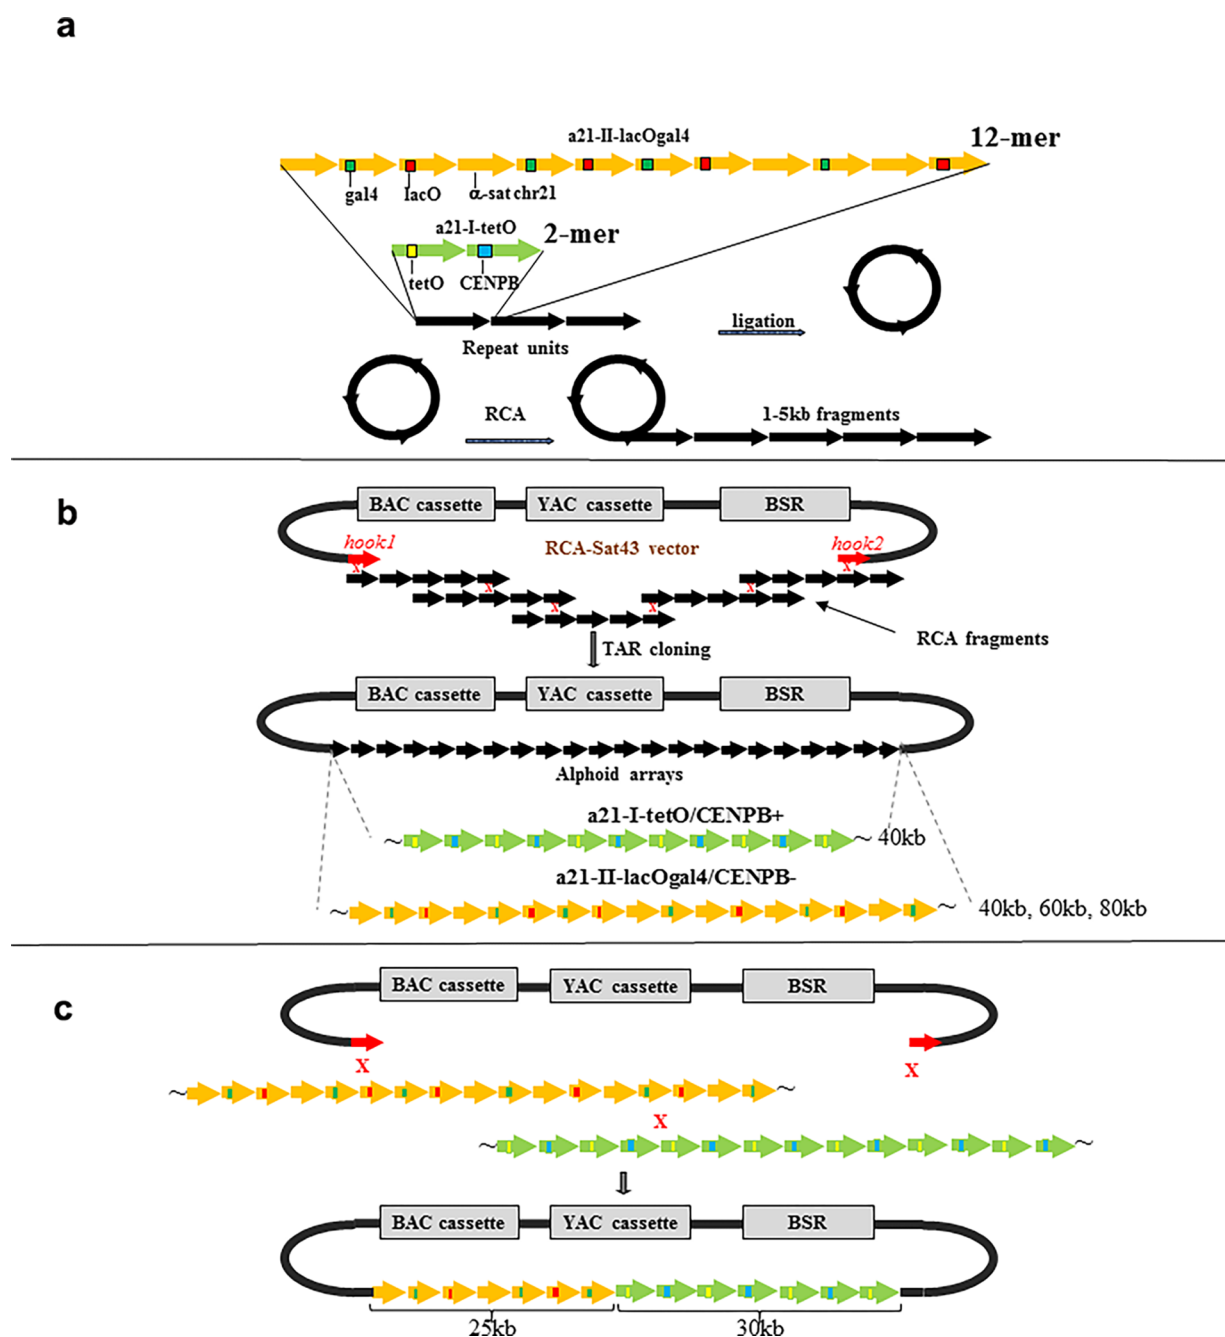 a
a21-II-lacOgal4
12-mer
gal4
lacO
α-sat chr21
a21-I-tetO
2-mer
tetO
CENPB
Repeat units
ligation
RCA
1-5kb fragments
b
BAC cassette
YAC cassette
BSR
hook1
RCA-Sat43 vector
hook2
x
x
x
x
x
x
RCA fragments
TAR cloning
BAC cassette
YAC cassette
BSR
Alphoid arrays
a21-I-tetO/CENPB+
~
~ 40kb
a21-II-lacOgal4/CENPB-
~
~
40kb, 60kb, 80kb
c
BAC cassette
YAC cassette
BSR
X
X
~
~
X
~
~
BAC cassette
YAC cassette
BSR
25kb
30kb